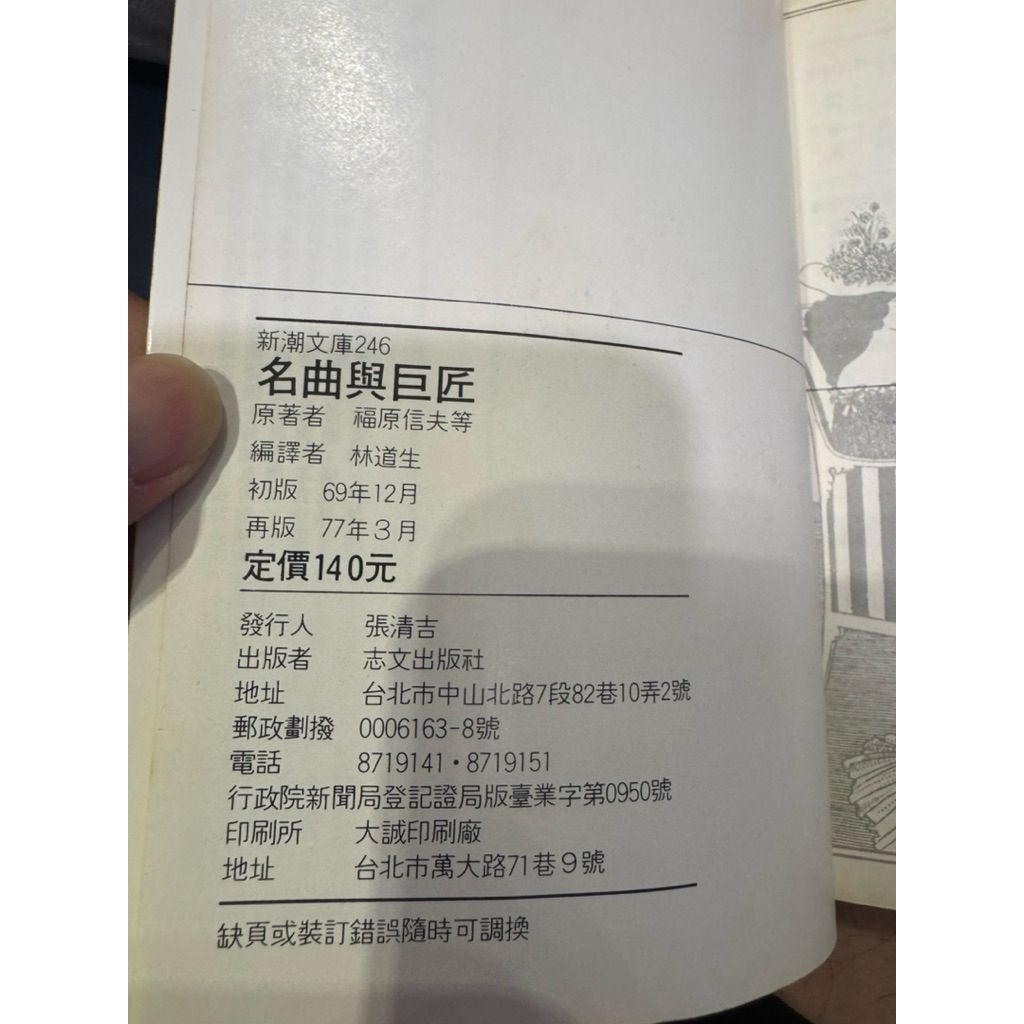 新潮文庫246
名曲與巨匠
原著者 福原信夫等
編譯者 林道生
初版 69年12月
再版 77年3月
定價140元
發行人 張清吉
出版者 志文出版社
地址 台北市中山北路7段82巷10弄2號
郵政劃撥 0006163-8號
電話 8719141・8719151
行政院新聞局登記證局版臺業字第0950號
印刷所 大誠印刷廠
地址 台北市萬大路71巷9號
缺頁或裝訂錯誤隨時可調換